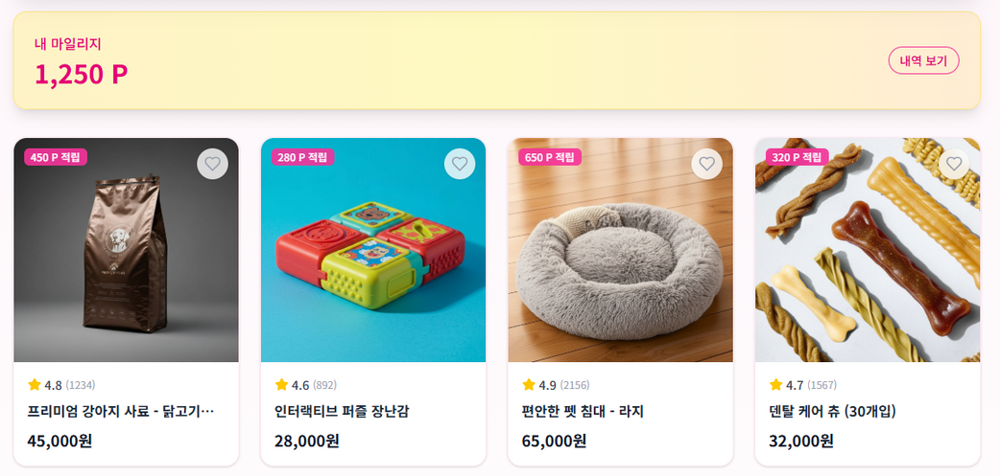 내 마일리지
1,250 P
내역 보기
450 P 적립
280 P 적립
650 P 적립
320 P 적립
4.8 (1234)
4.6 (892)
4.9 (2156)
4.7 (1567)
프리미엄 강아지 사료 - 닭고기…
인터랙티브 퍼즐 장난감
편안한 펫 침대 - 라지
덴탈 케어 츄 (30개입)
45,000원
28,000원
65,000원
32,000원